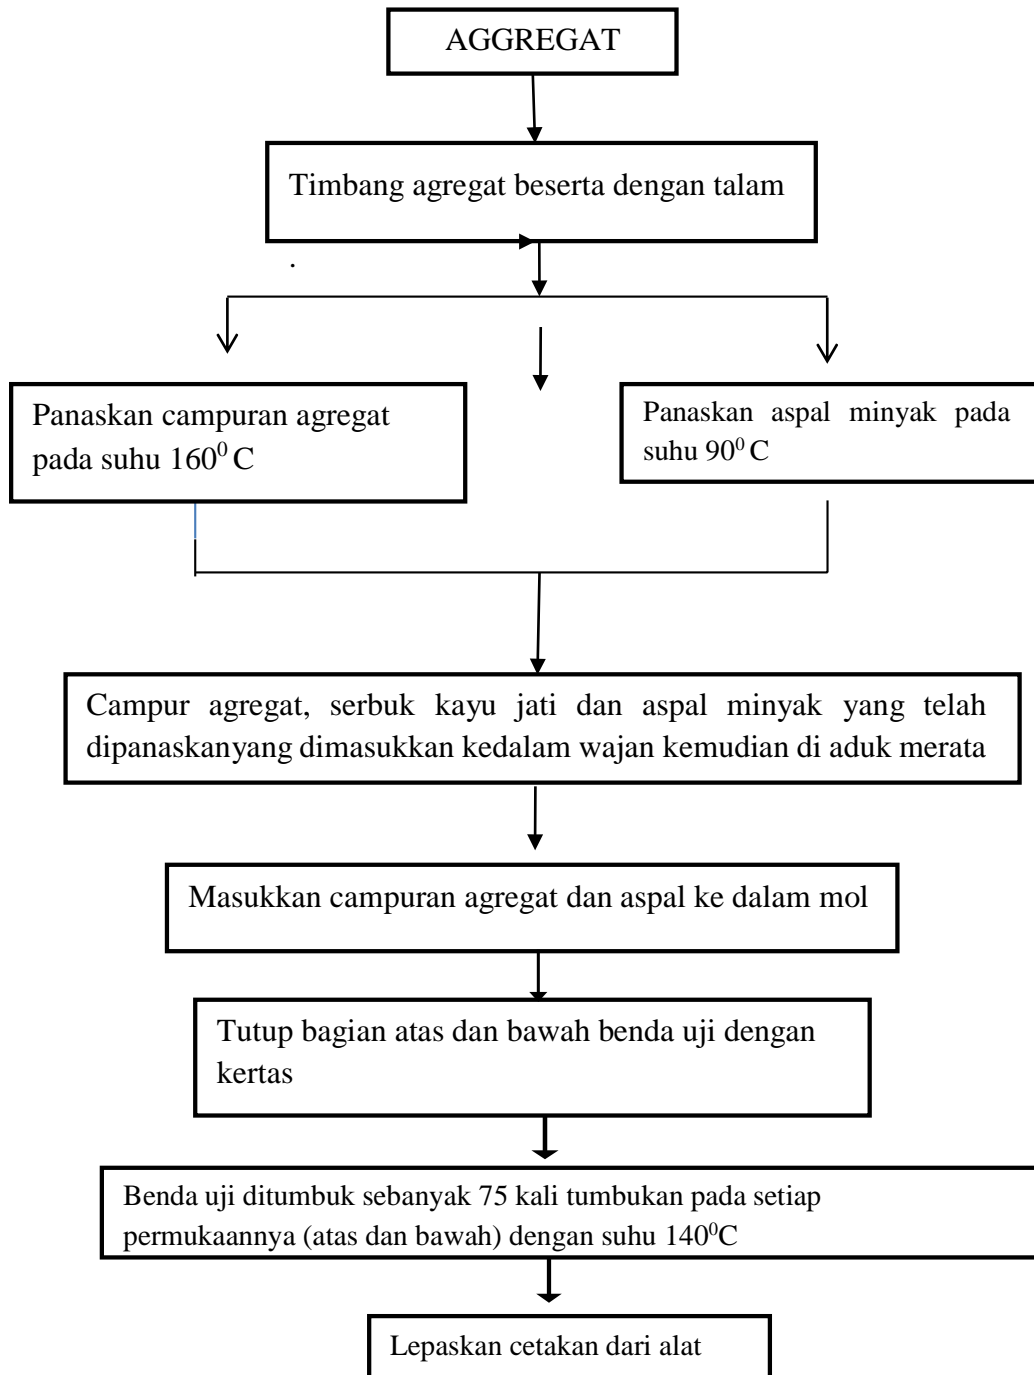 AGGREGAT
Timbang agregat beserta dengan talam
.
Panaskan campuran agregat
pada suhu 160⁰ C
Panaskan aspal minyak pada
suhu 90⁰ C
Campur agregat, serbuk kayu jati dan aspal minyak yang telah
dipanaskanyang dimasukkan kedalam wajan kemudian di aduk merata
Masukkan campuran agregat dan aspal ke dalam mol
Tutup bagian atas dan bawah benda uji dengan
kertas
Benda uji ditumbuk sebanyak 75 kali tumbukan pada setiap
permukaannya (atas dan bawah) dengan suhu 140⁰C
Lepaskan cetakan dari alat